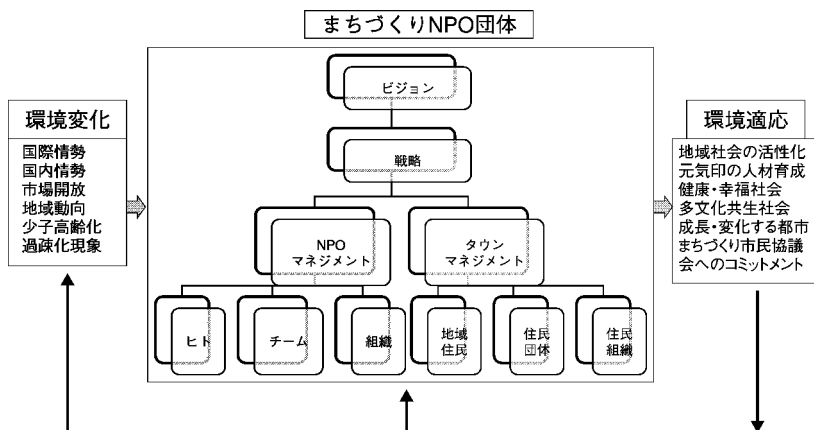 まちづくりNPO団体
ビジョン
戦略
NPO
マネジメント
タウン
マネジメント
ヒト
チーム
組織
地域
住民
住民
団体
住民
組織
環境変化
国際情勢
国内情勢
市場開放
地域動向
少子高齢化
過疎化現象
環境適応
地域社会の活性化
元気印の人材育成
健康・幸福社会
多文化共生社会
成長・変化する都市
まちづくり市民協議
会へのコミットメント